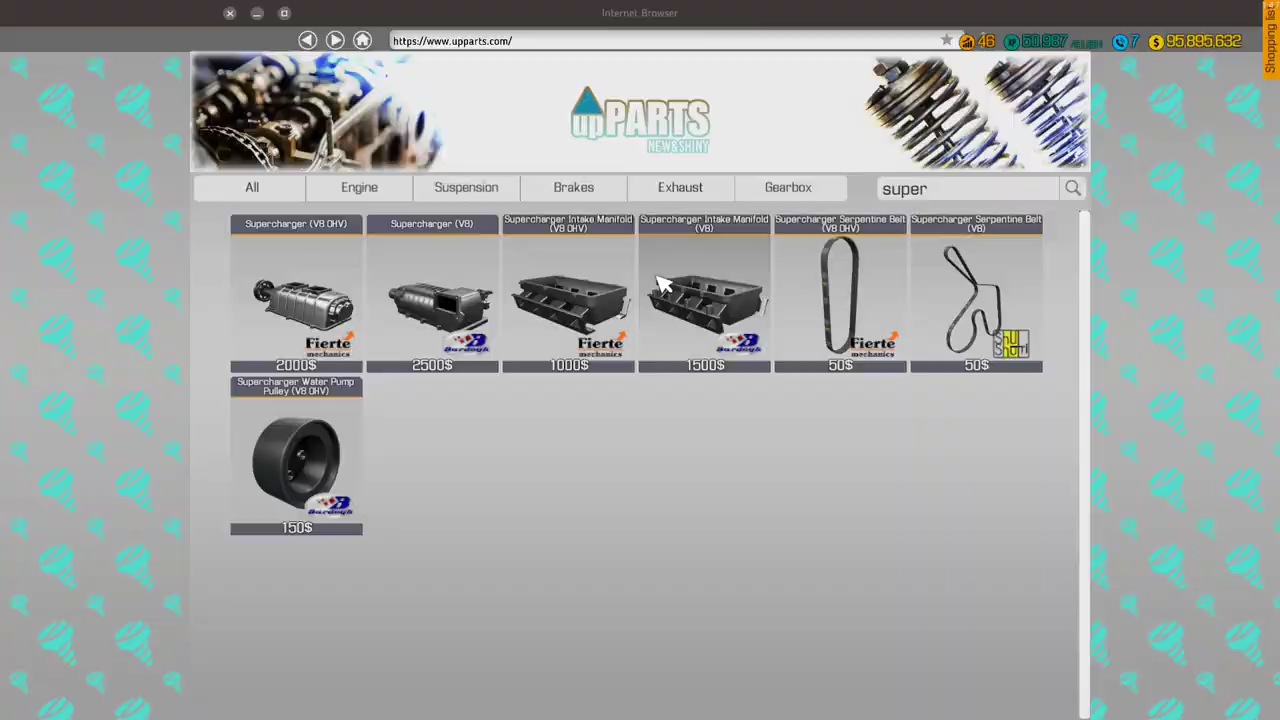 Internet Browser
Shopping list
https://www.upparts.com/
46
50,987
7
95,895,632
upPARTS
NEW&SHINY
All
Engine
Suspension
Brakes
Exhaust
Gearbox
super
Supercharger (V8 OHV)
Fierte
mechanics
2000$
Supercharger (V8)
2500$
Supercharger Intake Manifold
(V8 OHV)
Fierte
mechanics
1000$
Supercharger Intake Manifold
(V8)
1500$
Supercharger Serpentine Belt
(V8 OHV)
Fierte
mechanics
50$
Supercharger Serpentine Belt
(V8)
50$
Supercharger Water Pump
Pulley (V8 OHV)
150$